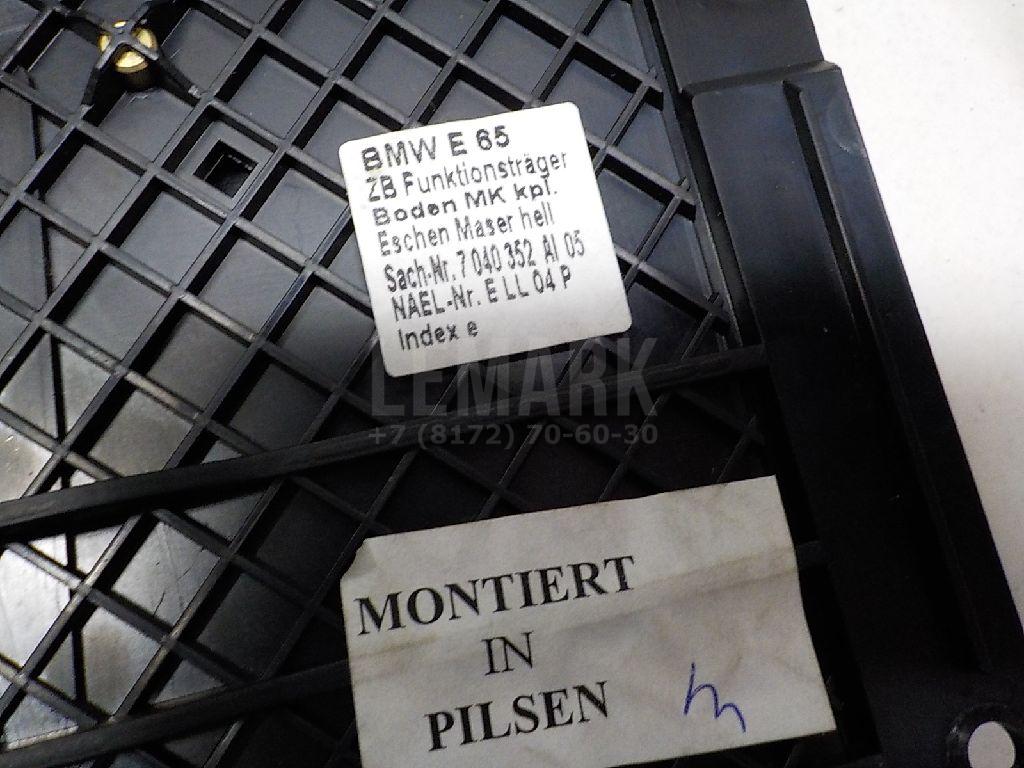 BMW E 65
ZB Funktionsträger
Boden MK kpl.
Eschen Maser hell
Sach-Nr. 7 040 352 AI 05
NAEL-Nr. E LL 04 P
Index e
LEMARK
+7 (8172) 70-60-30
MONTIERT
IN
PILSEN